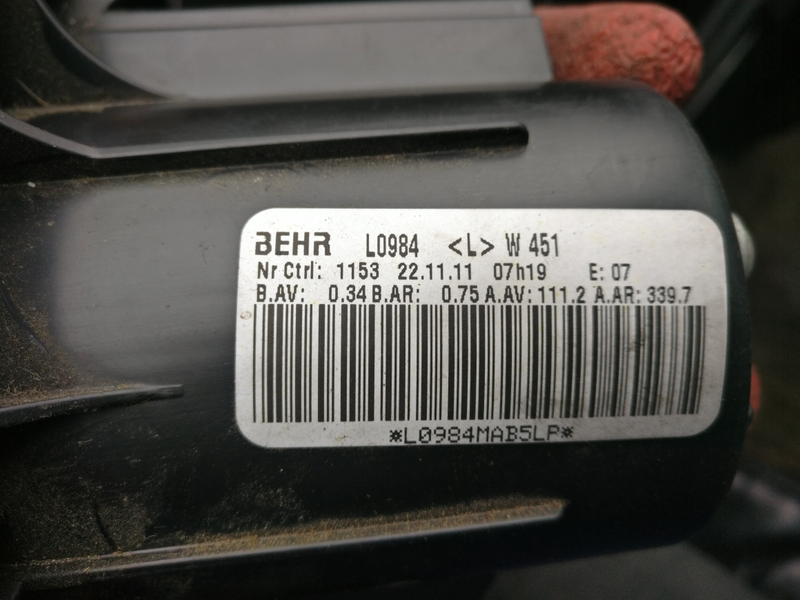 BEHR L0984 <L> W 451
Nr Ctrl: 1153 22.11.11 07h19 E: 07
B.AV: 0.34 B.AR: 0.75 A.AV: 111.2 A.AR: 339.7
*L0984MAB5LP*